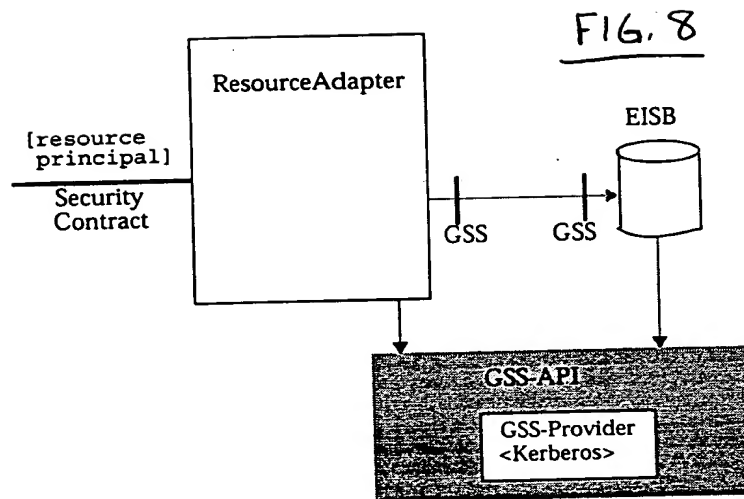 FIG. 8
ResourceAdapter
EISB
[resource
principal]
Security
Contract
GSS
GSS
GSS-API
GSS-Provider
<Kerberos>